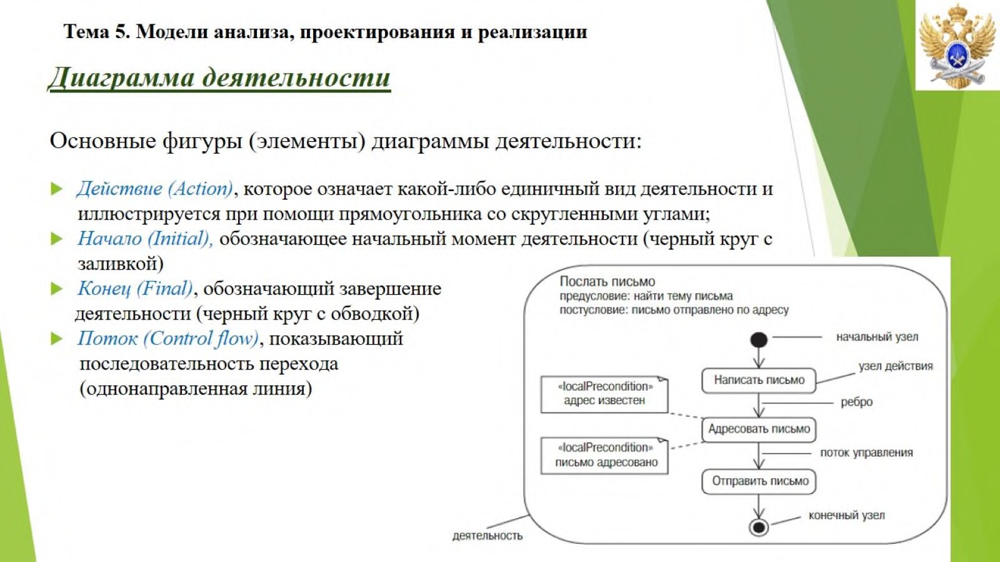 Тема 5. Модели анализа, проектирования и реализации
Диаграмма деятельности
Основные фигуры (элементы) диаграммы деятельности:
Действие (Action), которое означает какой-либо единичный вид деятельности и
иллюстрируется при помощи прямоугольника со скругленными углами;
Начало (Initial), обозначающее начальный момент деятельности (черный круг с
заливкой)
Конец (Final), обозначающий завершение
деятельности (черный круг с обводкой)
Поток (Control flow), показывающий
последовательность перехода
(однонаправленная линия)
Послать письмо
предусловие: найти тему письма
постусловие: письмо отправлено по адресу
начальный узел
узел действия
Написать письмо
«localPrecondition»
адрес известен
ребро
Адресовать письмо
«localPrecondition»
письмо адресовано
поток управления
Отправить письмо
конечный узел
деятельность